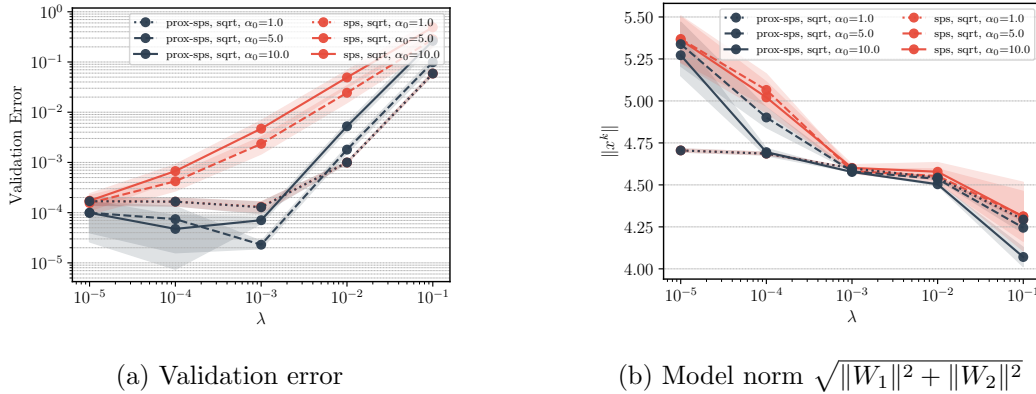 prox-sps, sqrt, α₀=1.0
prox-sps, sqrt, α₀=5.0
prox-sps, sqrt, α₀=10.0
sps, sqrt, α₀=1.0
sps, sqrt, α₀=5.0
sps, sqrt, α₀=10.0
Validation Error
10⁰
10⁻¹
10⁻²
10⁻³
10⁻⁴
10⁻⁵
10⁻⁵ 10⁻⁴ 10⁻³ 10⁻² 10⁻¹
λ
(a) Validation error
prox-sps, sqrt, α₀=1.0
prox-sps, sqrt, α₀=5.0
prox-sps, sqrt, α₀=10.0
sps, sqrt, α₀=1.0
sps, sqrt, α₀=5.0
sps, sqrt, α₀=10.0
‖xᵏ‖
5.50
5.25
5.00
4.75
4.50
4.25
4.00
10⁻⁵ 10⁻⁴ 10⁻³ 10⁻² 10⁻¹
λ
(b) Model norm √(‖W₁‖² + ‖W₂‖²)